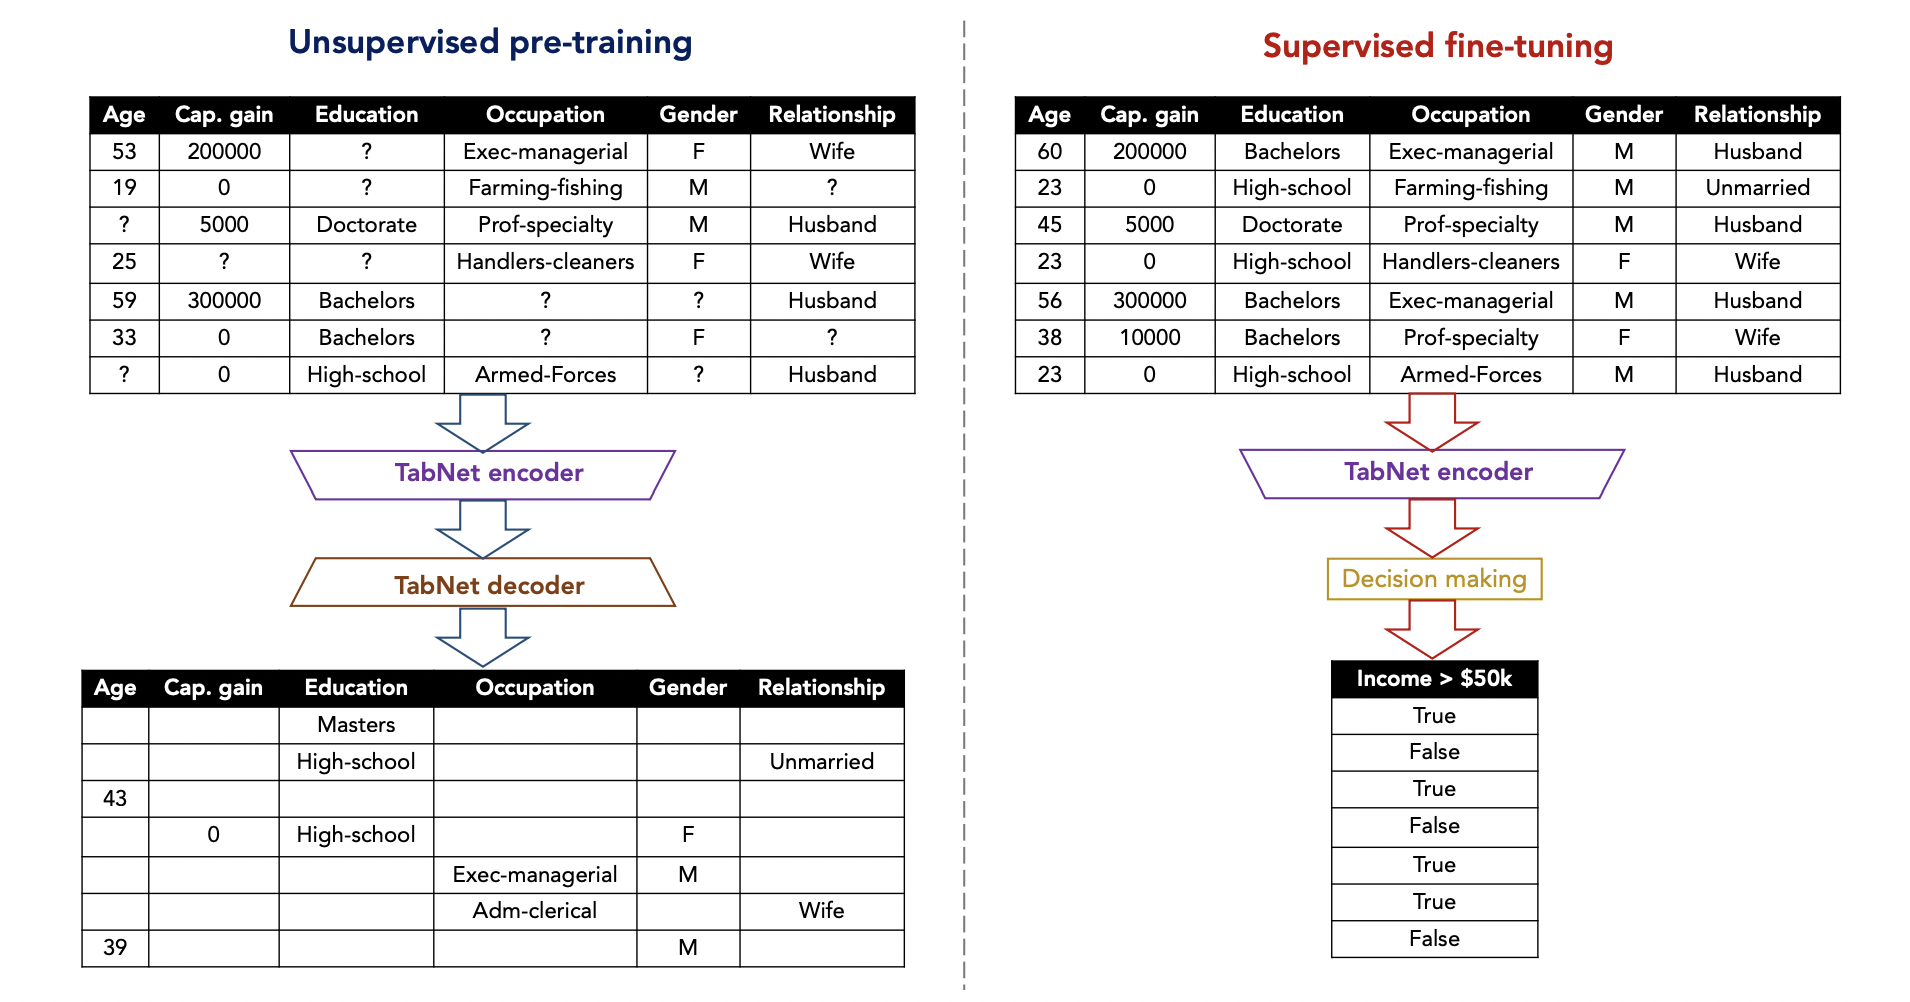 Unsupervised pre-training
Age Cap. gain Education Occupation Gender Relationship
53 200000 ? Exec-managerial F Wife
19 0 ? Farming-fishing M ?
? 5000 Doctorate Prof-specialty M Husband
25 ? ? Handlers-cleaners F Wife
59 300000 Bachelors ? ? Husband
33 0 Bachelors ? F ?
? 0 High-school Armed-Forces ? Husband
TabNet encoder
TabNet decoder
Age Cap. gain Education Occupation Gender Relationship
Masters
High-school Unmarried
43
0 High-school F
Exec-managerial M
Adm-clerical Wife
39 M
Supervised fine-tuning
Age Cap. gain Education Occupation Gender Relationship
60 200000 Bachelors Exec-managerial M Husband
23 0 High-school Farming-fishing M Unmarried
45 5000 Doctorate Prof-specialty M Husband
23 0 High-school Handlers-cleaners F Wife
56 300000 Bachelors Exec-managerial M Husband
38 10000 Bachelors Prof-specialty F Wife
23 0 High-school Armed-Forces M Husband
TabNet encoder
Decision making
Income > $50k
True
False
True
False
True
True
False